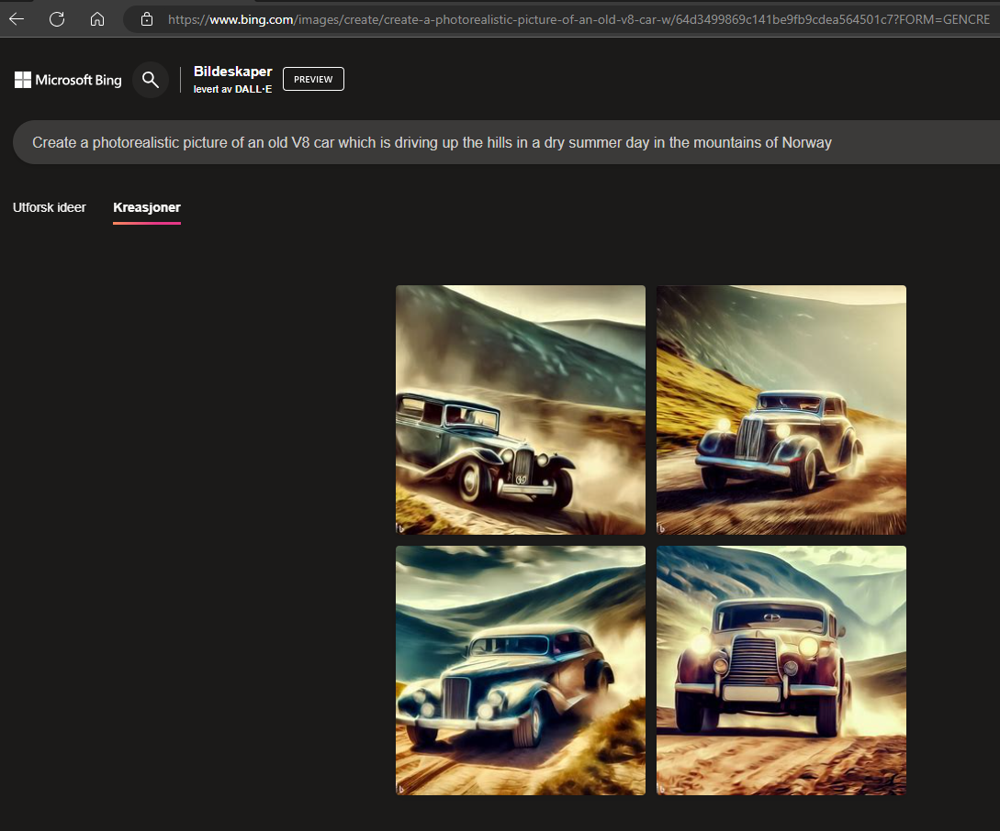 https://www.bing.com/images/create/create-a-photorealistic-picture-of-an-old-v8-car-w/64d3499869c141be9fb9cdea564501c7?FORM=GENCRE
Microsoft Bing
Bildeskaper
levert av DALL·E
PREVIEW
Create a photorealistic picture of an old V8 car which is driving up the hills in a dry summer day in the mountains of Norway
Utforsk ideer Kreasjoner